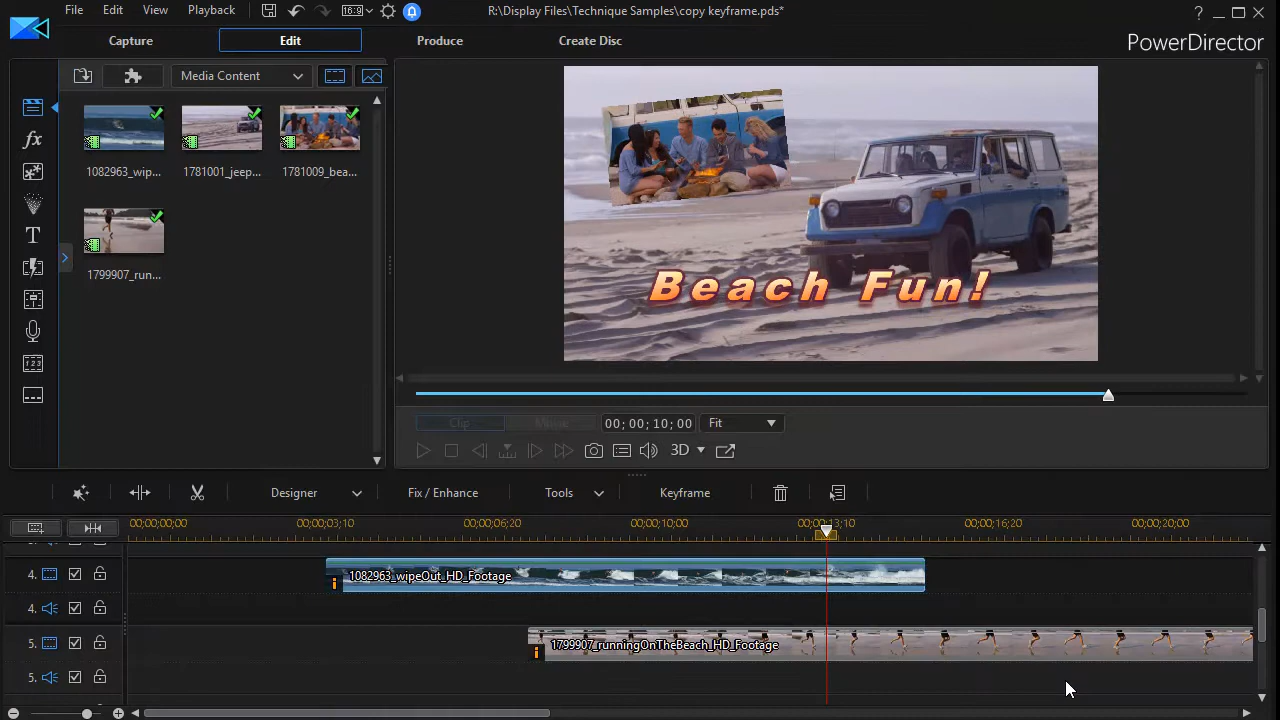 File Edit View Playback 16:9 R:\Display Files\Technique Samples\copy keyframe.pds* ?
Capture Edit Produce Create Disc PowerDirector
Media Content
fx
1082963_wip... 1781001_jeep... 1781009_bea...
T
1799907_run...
Beach Fun!
Clip Movie 00; 00; 10; 00 Fit
3D
Designer Fix / Enhance Tools Keyframe
00;00;00;00 00;00;03;10 00;00;06;20 00;00;10;00 00;00;13;10 00;00;16;20 00;00;20;00
4. 1082963_wipeOut_HD_Footage
4.
5. 1799907_runningOnTheBeach_HD_Footage
5.